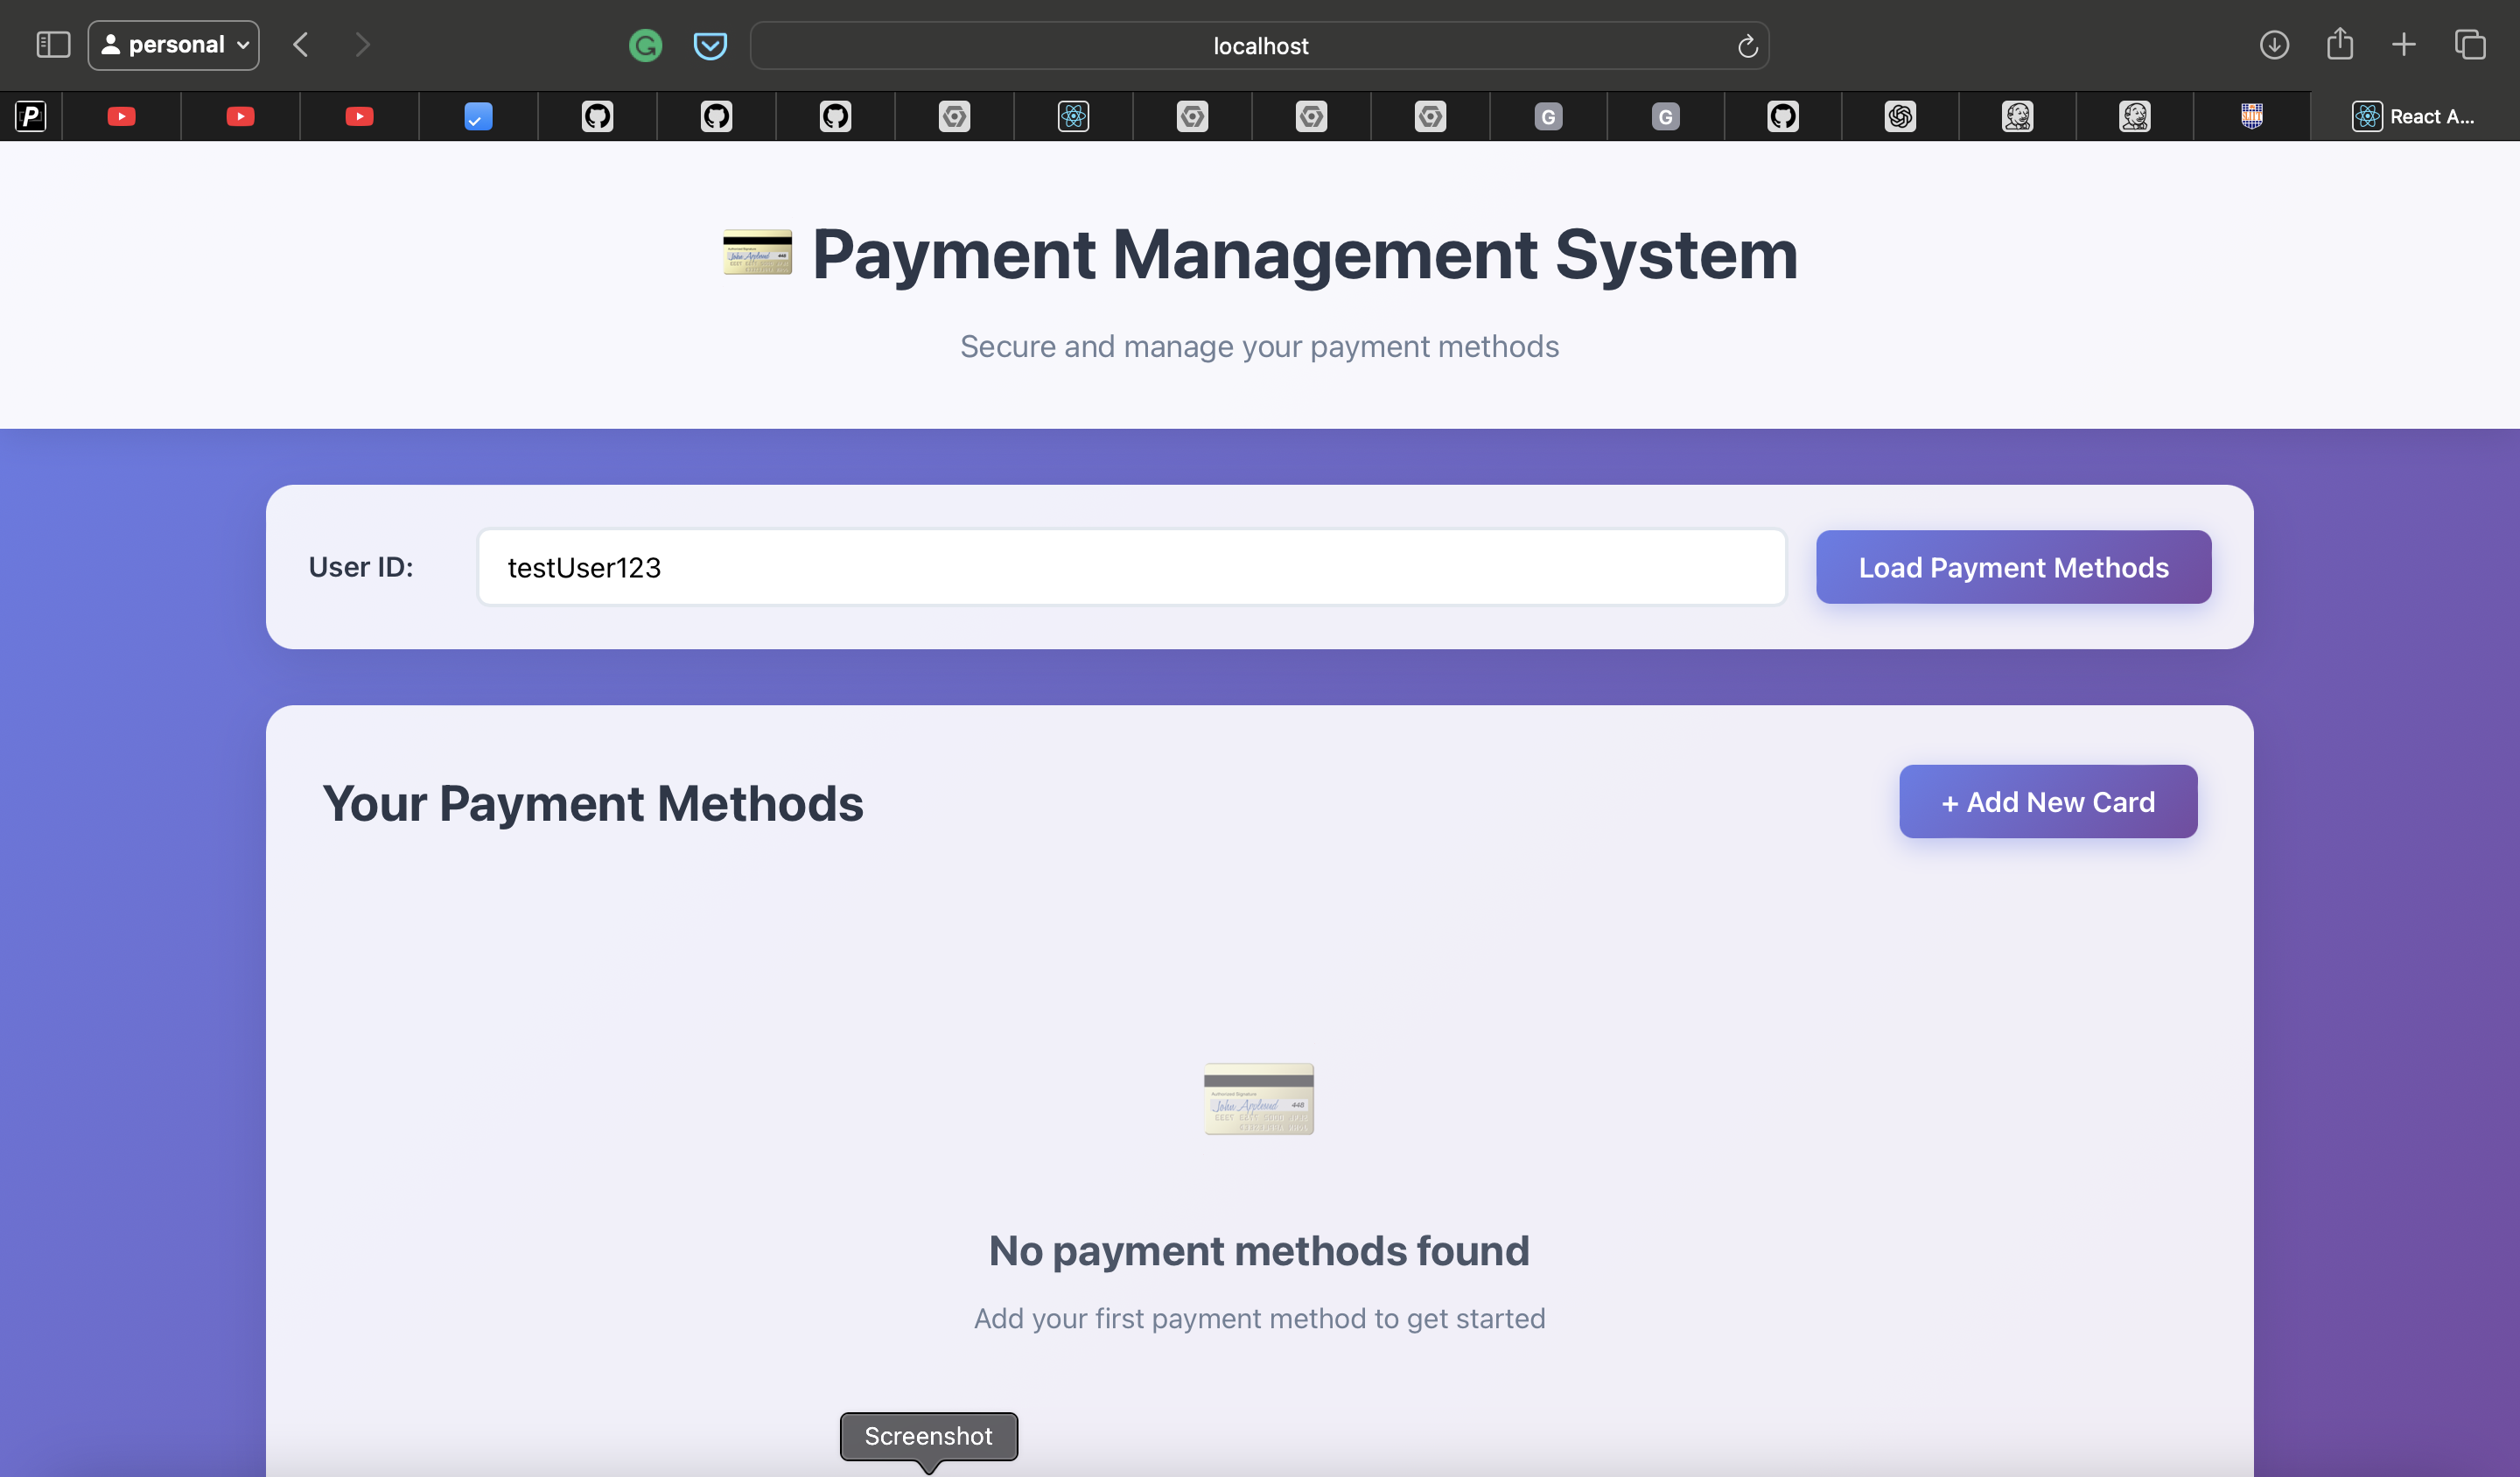 personal
localhost
React A...
Payment Management System
Secure and manage your payment methods
User ID:
testUser123
Load Payment Methods
Your Payment Methods
+ Add New Card
No payment methods found
Add your first payment method to get started
Screenshot